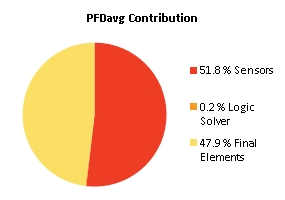 PFDavg Contribution
51.8 % Sensors
0.2 % Logic
Solver
47.9 % Final
Elements